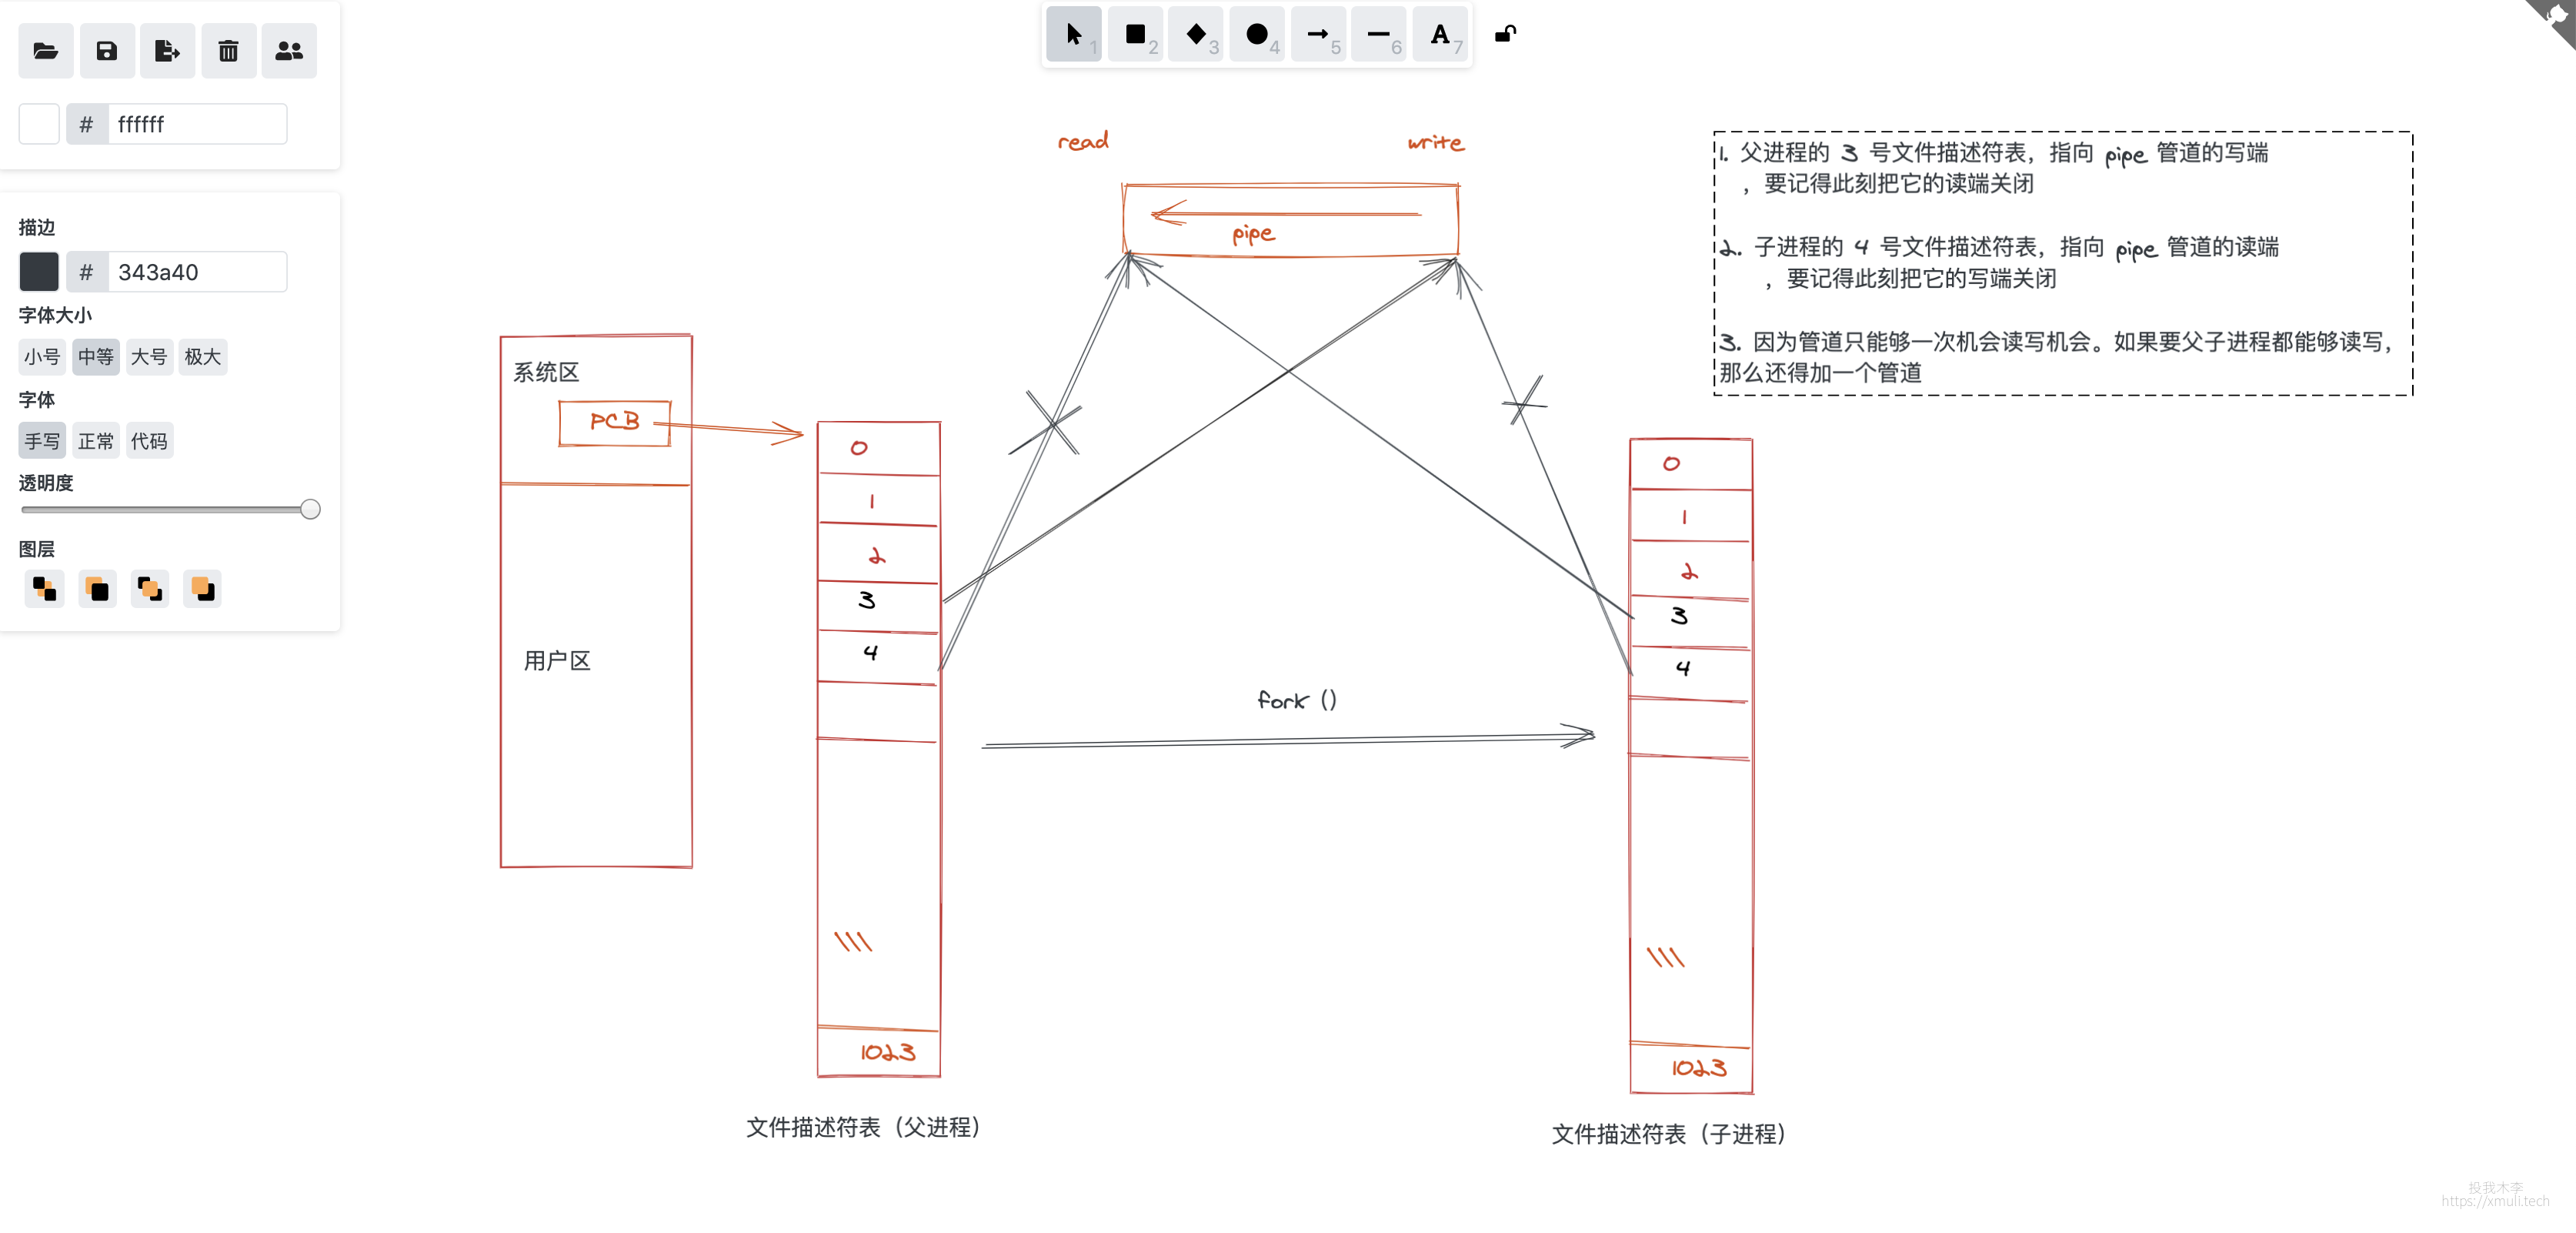 1
2
3
4
5
6
A 7
# ffffff
描边
# 343a40
字体大小
小号 中等 大号 极大
字体
手写 正常 代码
透明度
图层
read
write
pipe
1. 父进程的 3 号文件描述符表，指向 pipe 管道的写端
，要记得此刻把它的读端关闭
2. 子进程的 4 号文件描述符表，指向 pipe 管道的读端
，要记得此刻把它的写端关闭
3. 因为管道只能够一次机会读写机会。如果要父子进程都能够读写，
那么还得加一个管道
系统区
PCB
用户区
0
1
2
3
4
\\\
1023
文件描述符表（父进程）
fork ()
0
1
2
3
4
\\\
1023
文件描述符表（子进程）
投我木李
https://xmuli.tech